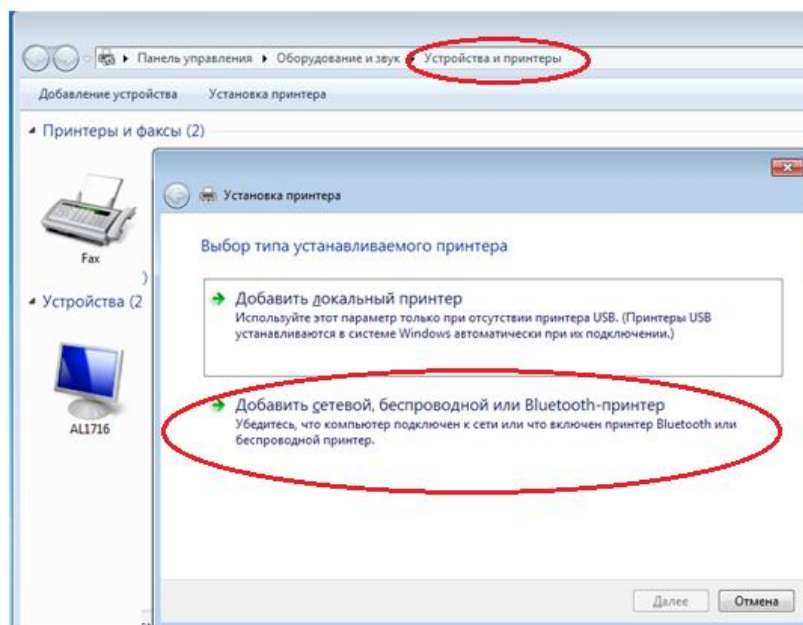 Панель управления ▸ Оборудование и звук ▸ Устройства и принтеры
Добавление устройства Установка принтера
Принтеры и факсы (2)
Fax
)
Устройства (2
AL1716
Установка принтера
Выбор типа устанавливаемого принтера
Добавить локальный принтер
Используйте этот параметр только при отсутствии принтера USB. (Принтеры USB
устанавливаются в системе Windows автоматически при их подключении.)
Добавить сетевой, беспроводной или Bluetooth-принтер
Убедитесь, что компьютер подключен к сети или что включен принтер Bluetooth или
беспроводной принтер.
Далее Отмена